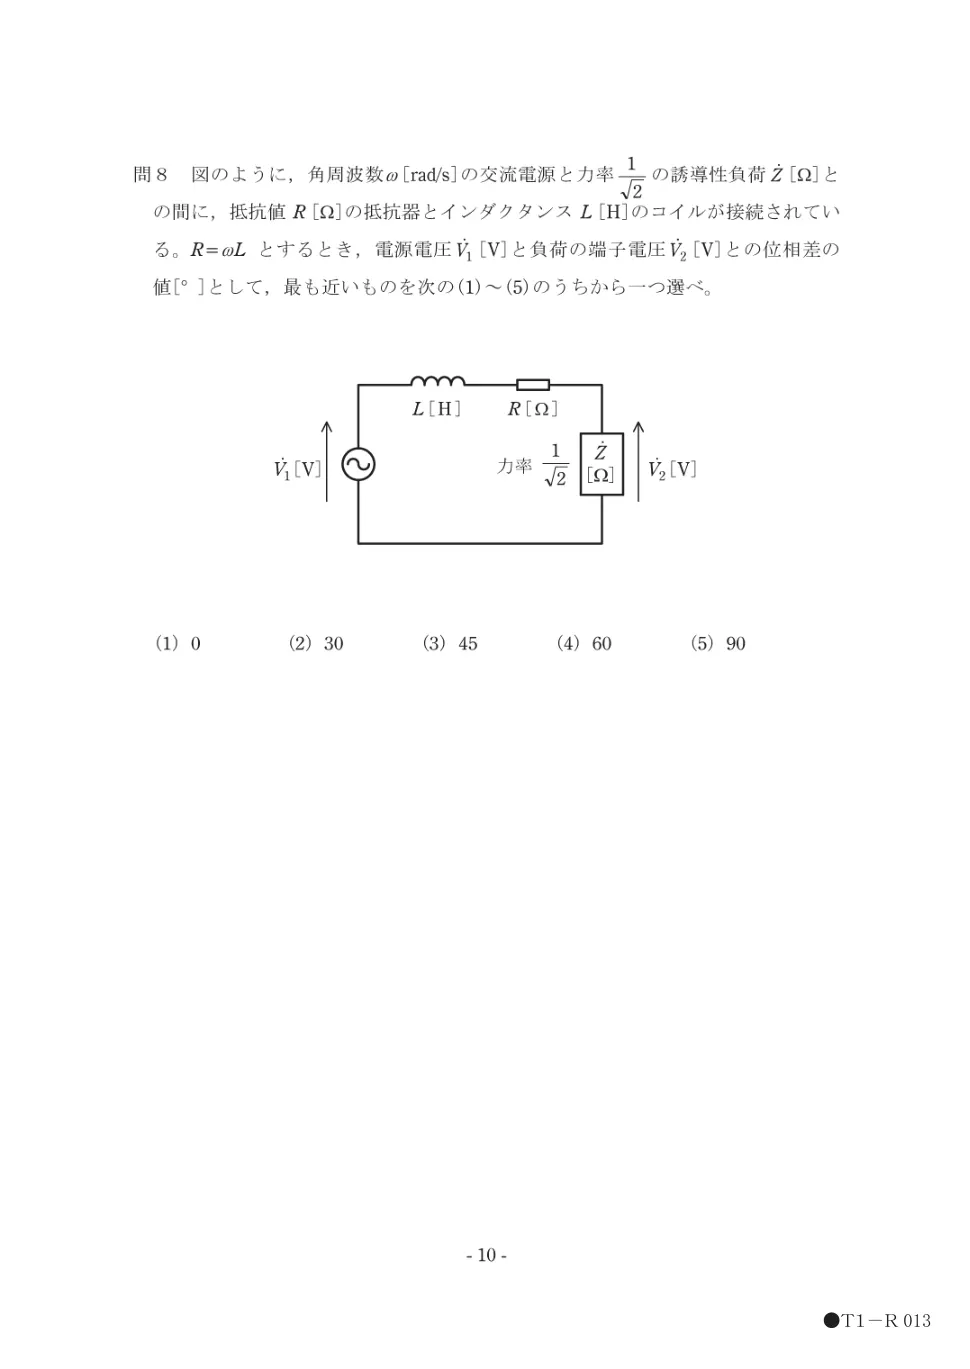 問８　図のように，角周波数ω[rad/s]の交流電源と力率 1/√2 の誘導性負荷 Ż [Ω]と
の間に，抵抗値 R [Ω]の抵抗器とインダクタンス L [H]のコイルが接続されてい
る。R＝ωL とするとき，電源電圧 V̇₁ [V]と負荷の端子電圧 V̇₂ [V]との位相差の
値[°]として，最も近いものを次の(1)～(5)のうちから一つ選べ。
L [H]　R [Ω]
V̇₁ [V]　力率 1/√2　Ż [Ω]　V̇₂ [V]
(1) 0　(2) 30　(3) 45　(4) 60　(5) 90
- 10 -
●T1－R 013